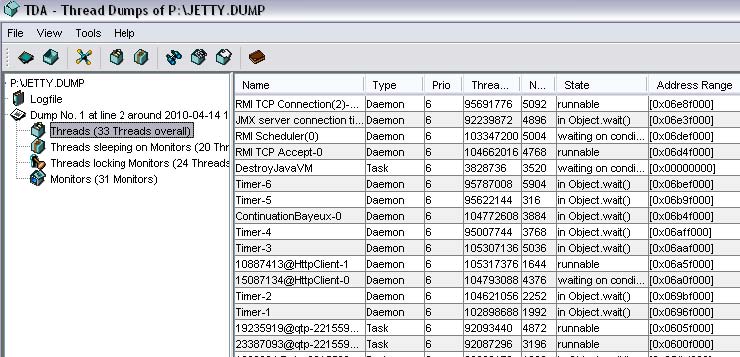 TDA - Thread Dumps of P:\JETTY.DUMP
File View Tools Help
P:\JETTY.DUMP
Logfile
Dump No. 1 at line 2 around 2010-04-14 1
Threads (33 Threads overall)
Threads sleeping on Monitors (20 Thre
Threads locking Monitors (24 Threads
Monitors (31 Monitors)
Name Type Prio Threa... N... State Address Range
RMI TCP Connection(2)-... Daemon 6 95691776 5092 runnable [0x06e8f000]
JMX server connection ti... Daemon 6 92239872 4896 in Object.wait() [0x06e3f000]
RMI Scheduler(0) Daemon 6 103347200 5004 waiting on condi... [0x06def000]
RMI TCP Accept-0 Daemon 6 104662016 4768 runnable [0x06d4f000]
DestroyJavaVM Task 6 3828736 3520 waiting on condi... [0x00000000]
Timer-6 Daemon 6 95787008 5904 in Object.wait() [0x06bef000]
Timer-5 Daemon 6 95622144 316 in Object.wait() [0x06b9f000]
ContinuationBayeux-0 Daemon 6 104772608 3884 in Object.wait() [0x06b4f000]
Timer-4 Daemon 6 95007744 3768 in Object.wait() [0x06aff000]
Timer-3 Daemon 6 105307136 5036 in Object.wait() [0x06aaf000]
10887413@HttpClient-1 Daemon 6 105317376 1644 runnable [0x06a5f000]
15087134@HttpClient-0 Daemon 6 104793088 4376 waiting on condi... [0x06a0f000]
Timer-2 Daemon 6 104621056 2252 in Object.wait() [0x069bf000]
Timer-1 Daemon 6 102898688 1992 in Object.wait() [0x0696f000]
19235919@qtp-221559... Task 6 92093440 4872 runnable [0x0605f000]
23387093@qtp-221559... Task 6 92087296 3196 runnable [0x0600f000]